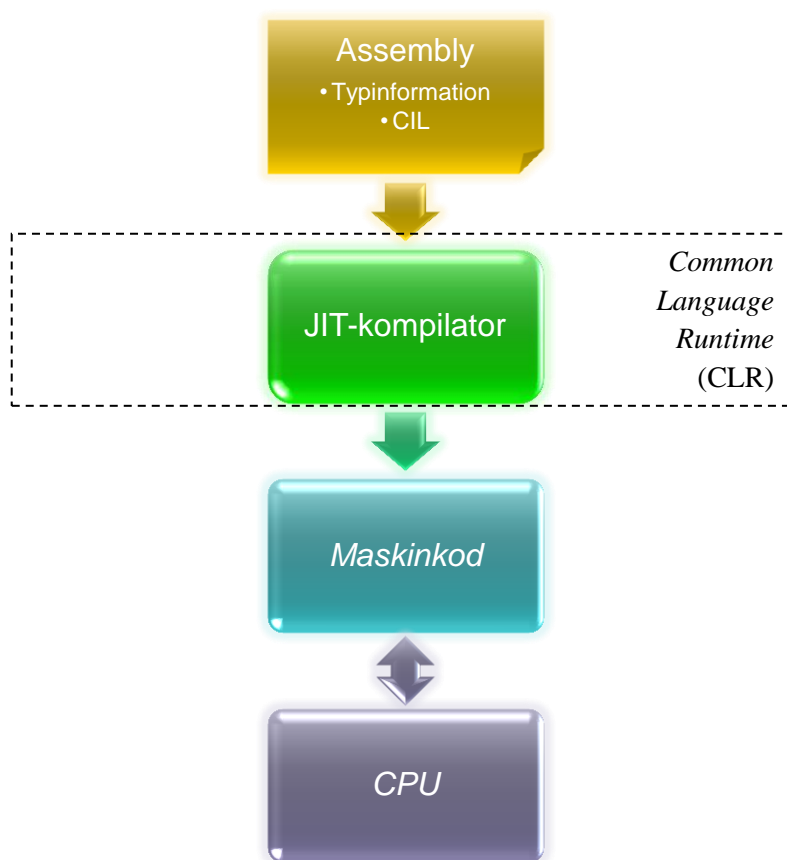 Assembly
• Typinformation
• CIL
JIT-kompilator
Common
Language
Runtime
(CLR)
Maskinkod
CPU